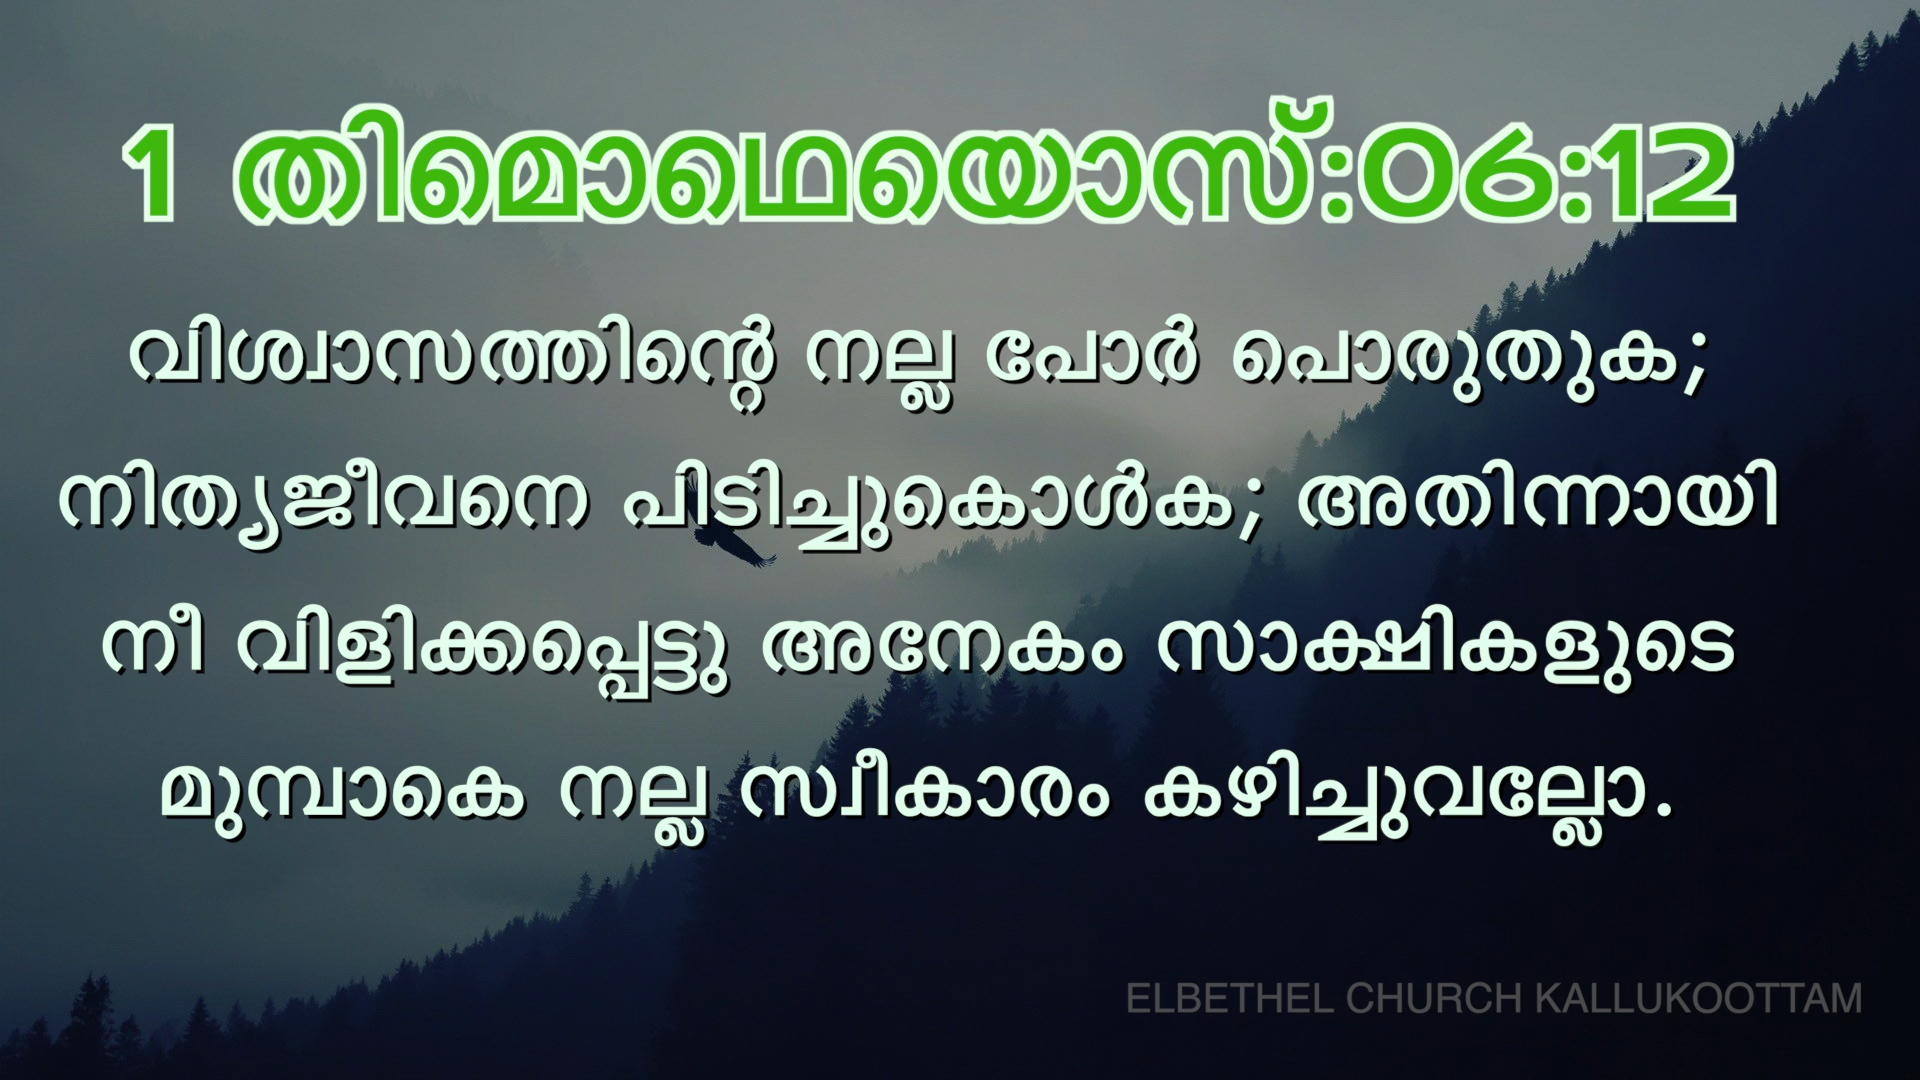 1 തിമൊഥെയൊസ്:06:12
വിശ്വാസത്തിന്റെ നല്ല പോർ പൊരുതുക;
നിത്യജീവനെ പിടിച്ചുകൊൾക; അതിന്നായി
നീ വിളിക്കപ്പെട്ടു അനേകം സാക്ഷികളുടെ
മുമ്പാകെ നല്ല സ്വീകാരം കഴിച്ചുവല്ലോ.
ELBETHEL CHURCH KALLUKOOTTAM